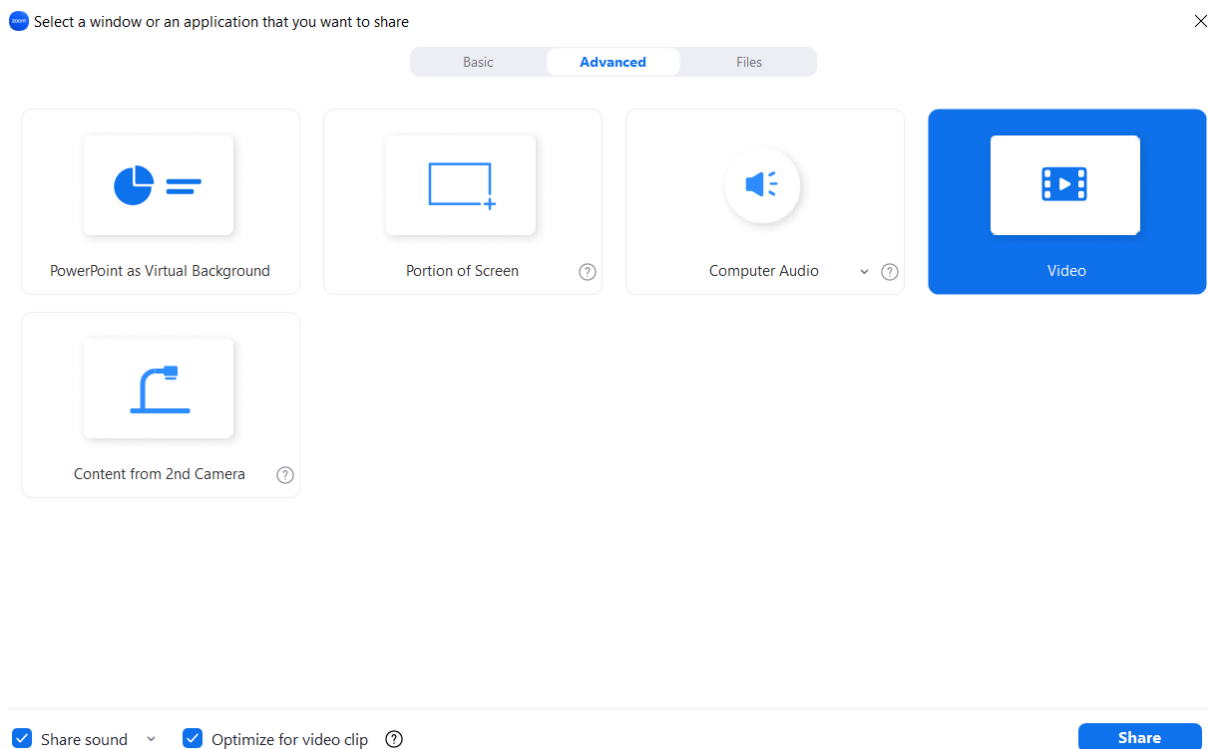 zoom Select a window or an application that you want to share
Basic Advanced Files
PowerPoint as Virtual Background
Portion of Screen ?
Computer Audio ?
Video
Content from 2nd Camera ?
Share sound Optimize for video clip ? Share